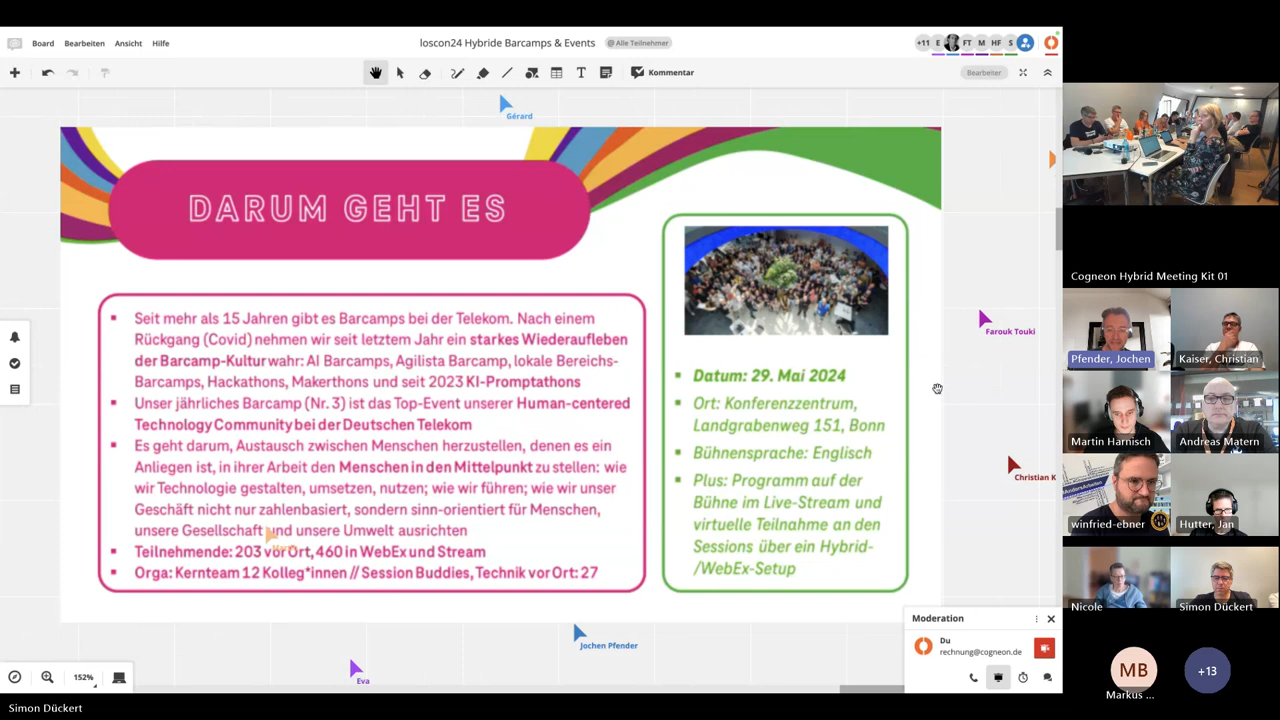 Board Bearbeiten Ansicht Hilfe
loscon24 Hybride Barcamps & Events
@ Alle Teilnehmer
+11 E FT M HF S
Kommentar
Bearbeiter
Gérard
DARUM GEHT ES
Seit mehr als 15 Jahren gibt es Barcamps bei der Telekom. Nach einem
Rückgang (Covid) nehmen wir seit letztem Jahr ein starkes Wiederaufleben
der Barcamp-Kultur wahr: AI Barcamps, Agilista Barcamp, lokale Bereichs-
Barcamps, Hackathons, Makerthons und seit 2023 KI-Promptathons
Unser jährliches Barcamp (Nr. 3) ist das Top-Event unserer Human-centered
Technology Community bei der Deutschen Telekom
Es geht darum, Austausch zwischen Menschen herzustellen, denen es ein
Anliegen ist, in ihrer Arbeit den Menschen in den Mittelpunkt zu stellen: wie
wir Technologie gestalten, umsetzen, nutzen; wie wir führen; wie wir unser
Geschäft nicht nur zahlenbasiert, sondern sinn-orientiert für Menschen,
unsere Gesellschaft und unsere Umwelt ausrichten
Teilnehmende: 203 vor Ort, 460 in WebEx und Stream
Orga: Kernteam 12 Kolleg*innen // Session Buddies, Technik vor Ort: 27
Datum: 29. Mai 2024
Ort: Konferenzzentrum,
Landgrabenweg 151, Bonn
Bühnensprache: Englisch
Plus: Programm auf der
Bühne im Live-Stream und
virtuelle Teilnahme an den
Sessions über ein Hybrid-
/WebEx-Setup
Farouk Touki
Christian K
Jochen Pfender
Eva
152%
Moderation
Du
rechnung@cogneon.de
Simon Dückert
Cogneon Hybrid Meeting Kit 01
Pfender, Jochen
Kaiser, Christian
Martin Harnisch
Andreas Matern
winfried-ebner
Hutter, Jan
Nicole
Simon Dückert
MB
+13
Markus ...